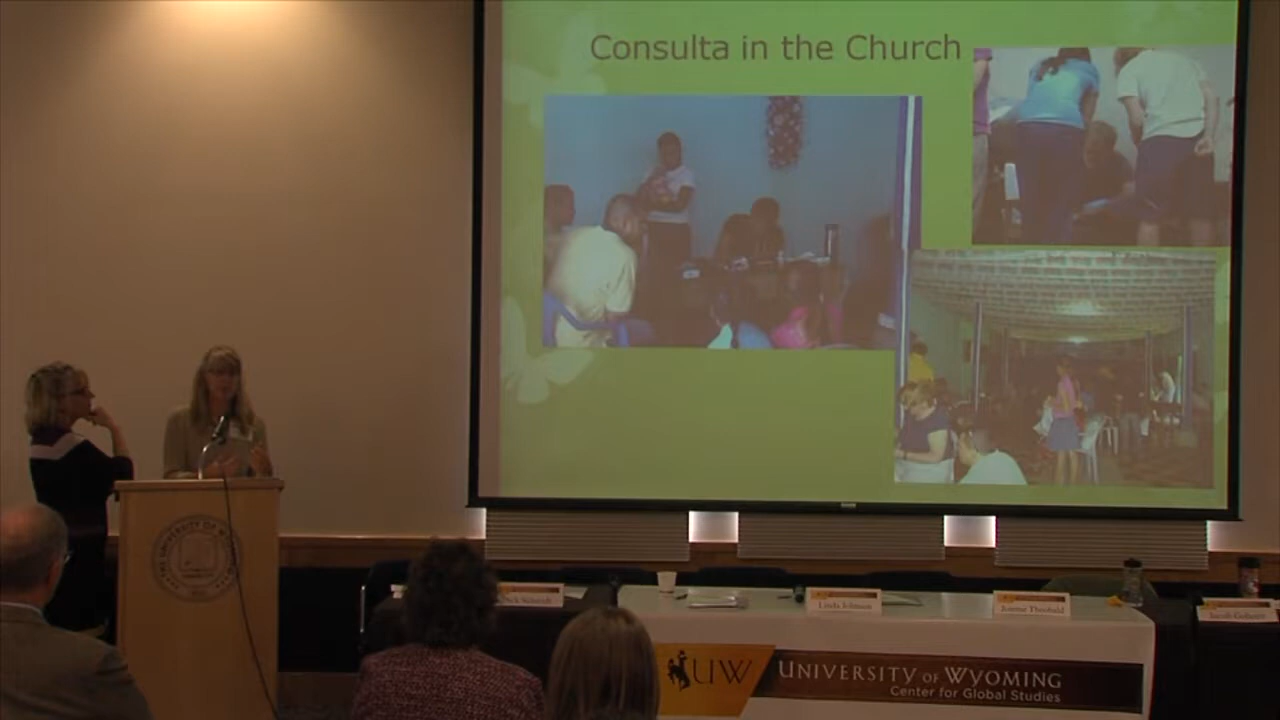 Consulta in the Church
Linda Johnson
Joanne Theobald
UW
UNIVERSITY OF WYOMING
Center for Global Studies